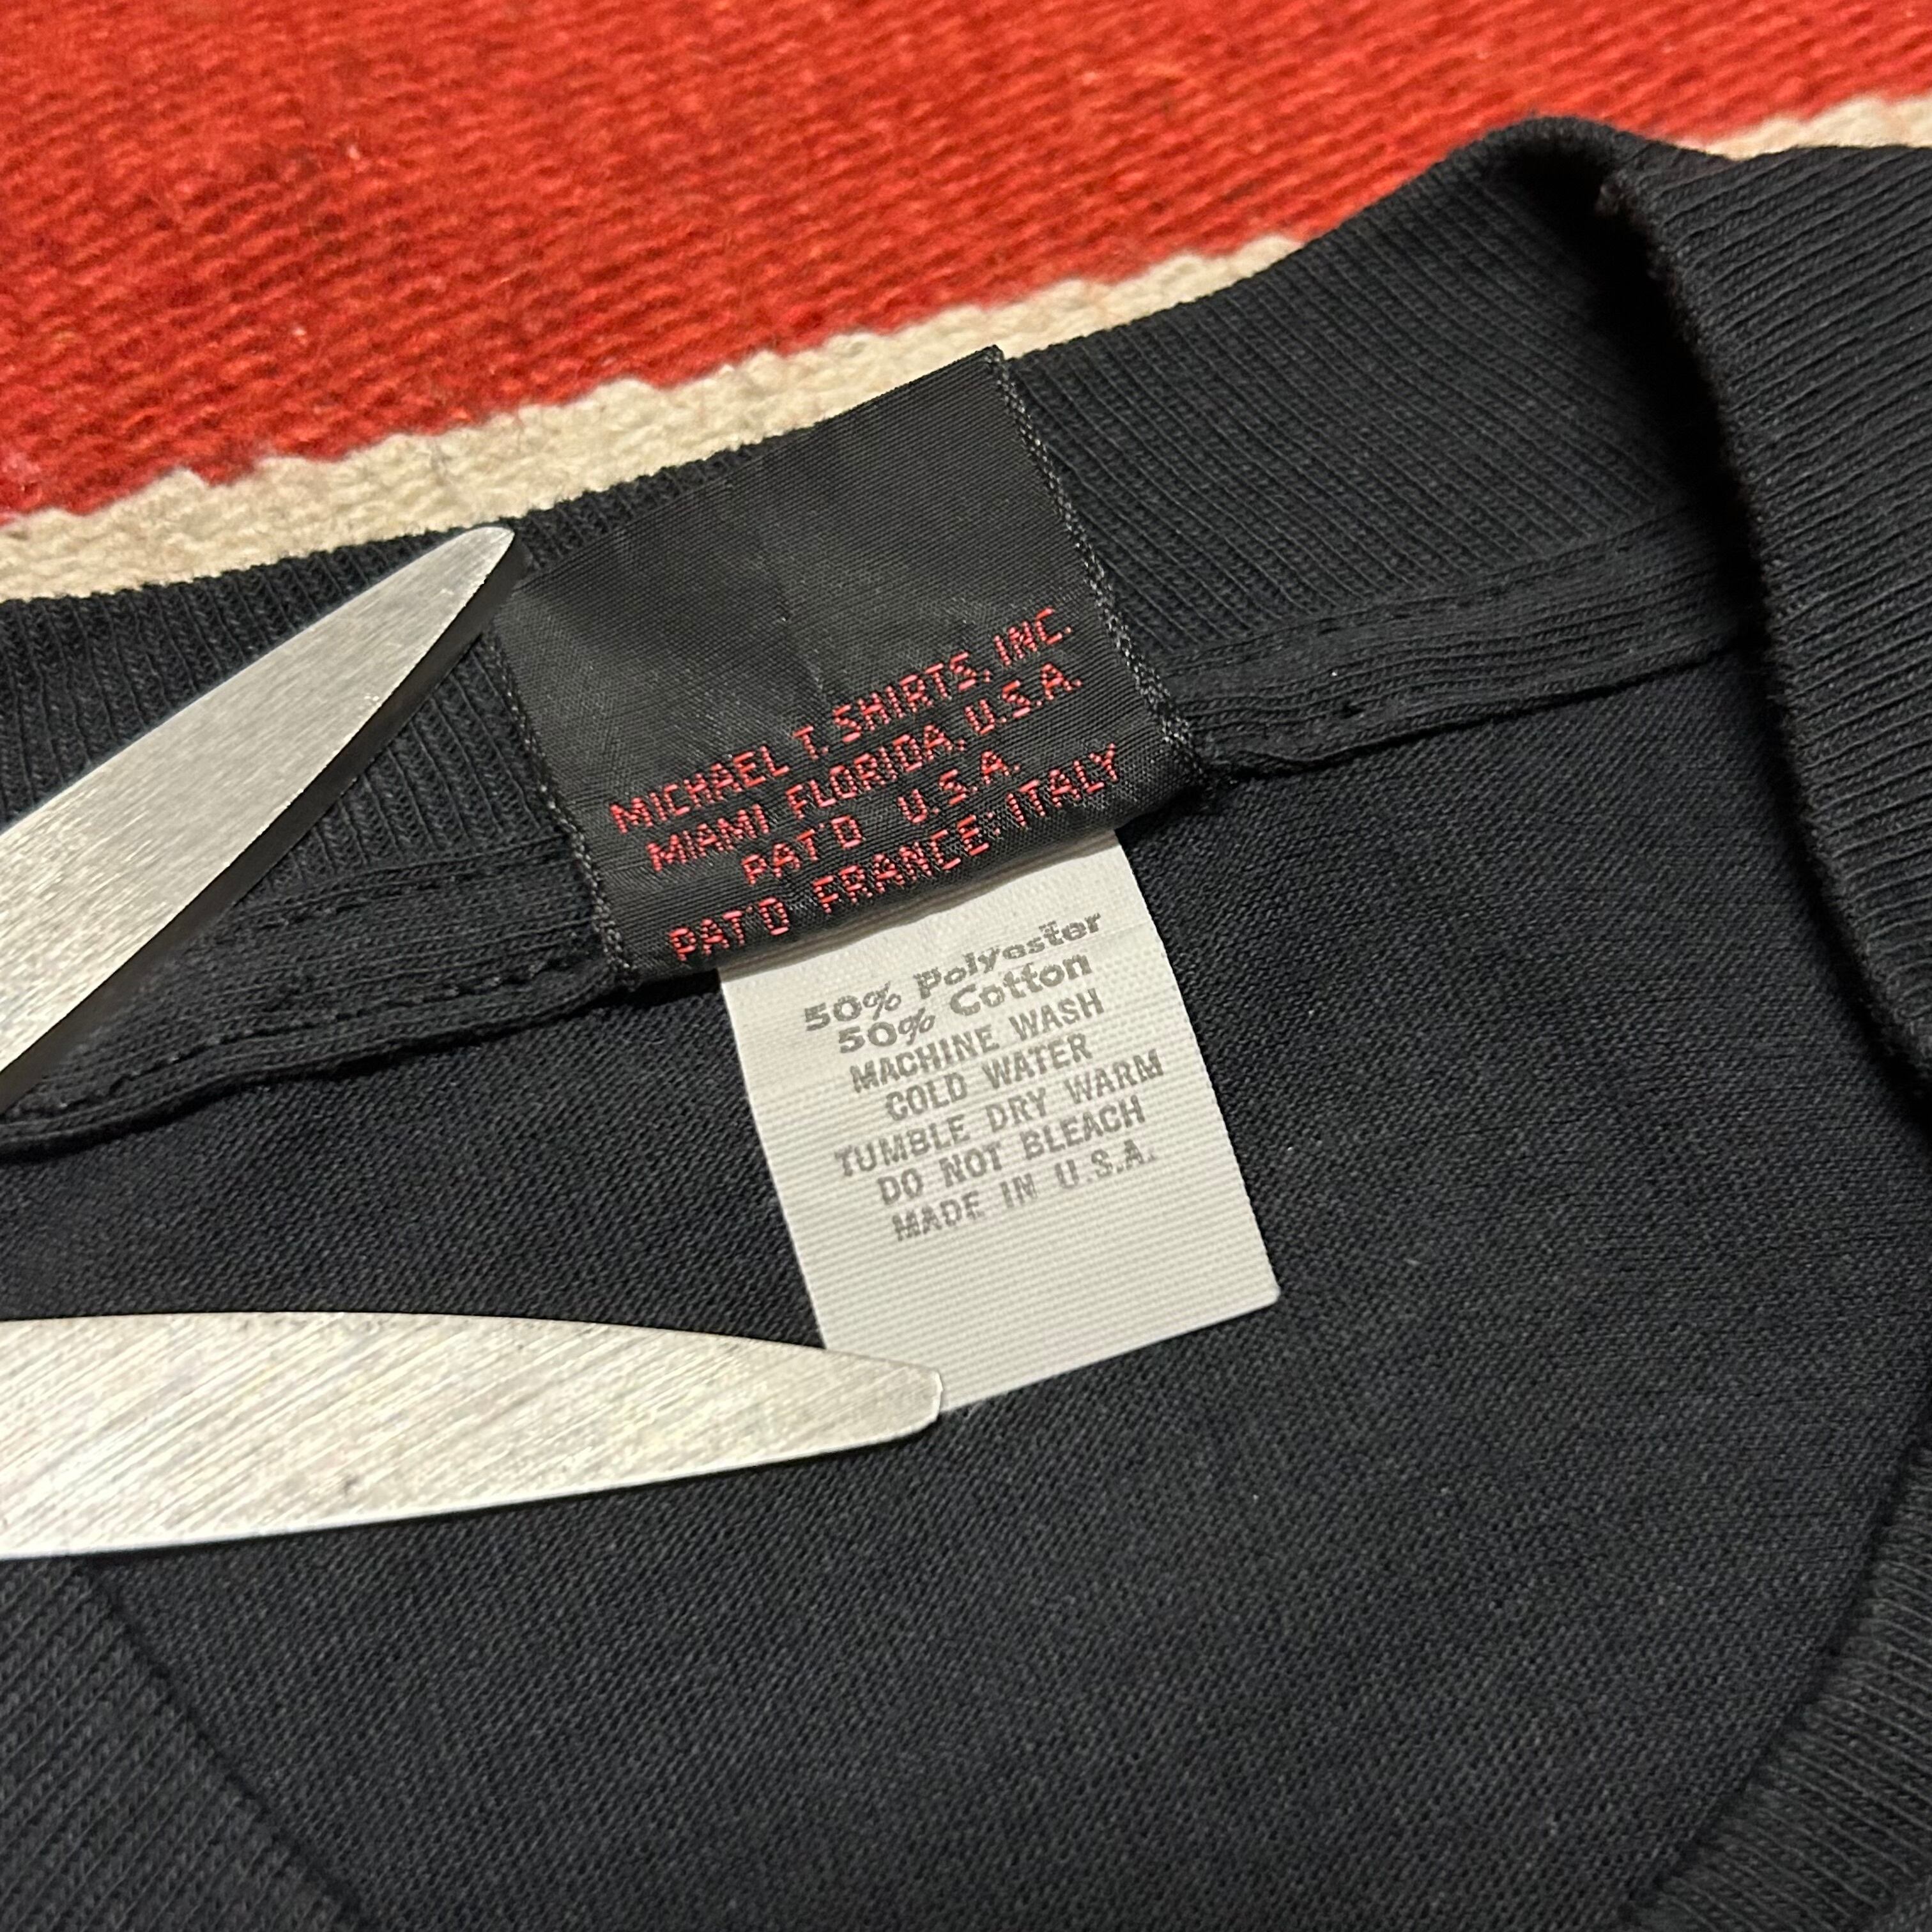 MICHAEL T. SHIRTS, INC.
MIAMI FLORIDA, U.S.A.
PAT'D U.S.A.
PAT'D FRANCE; ITALY
50% Polyester
50% Cotton
MACHINE WASH
COLD WATER
TUMBLE DRY WARM
DO NOT BLEACH
MADE IN U.S.A.